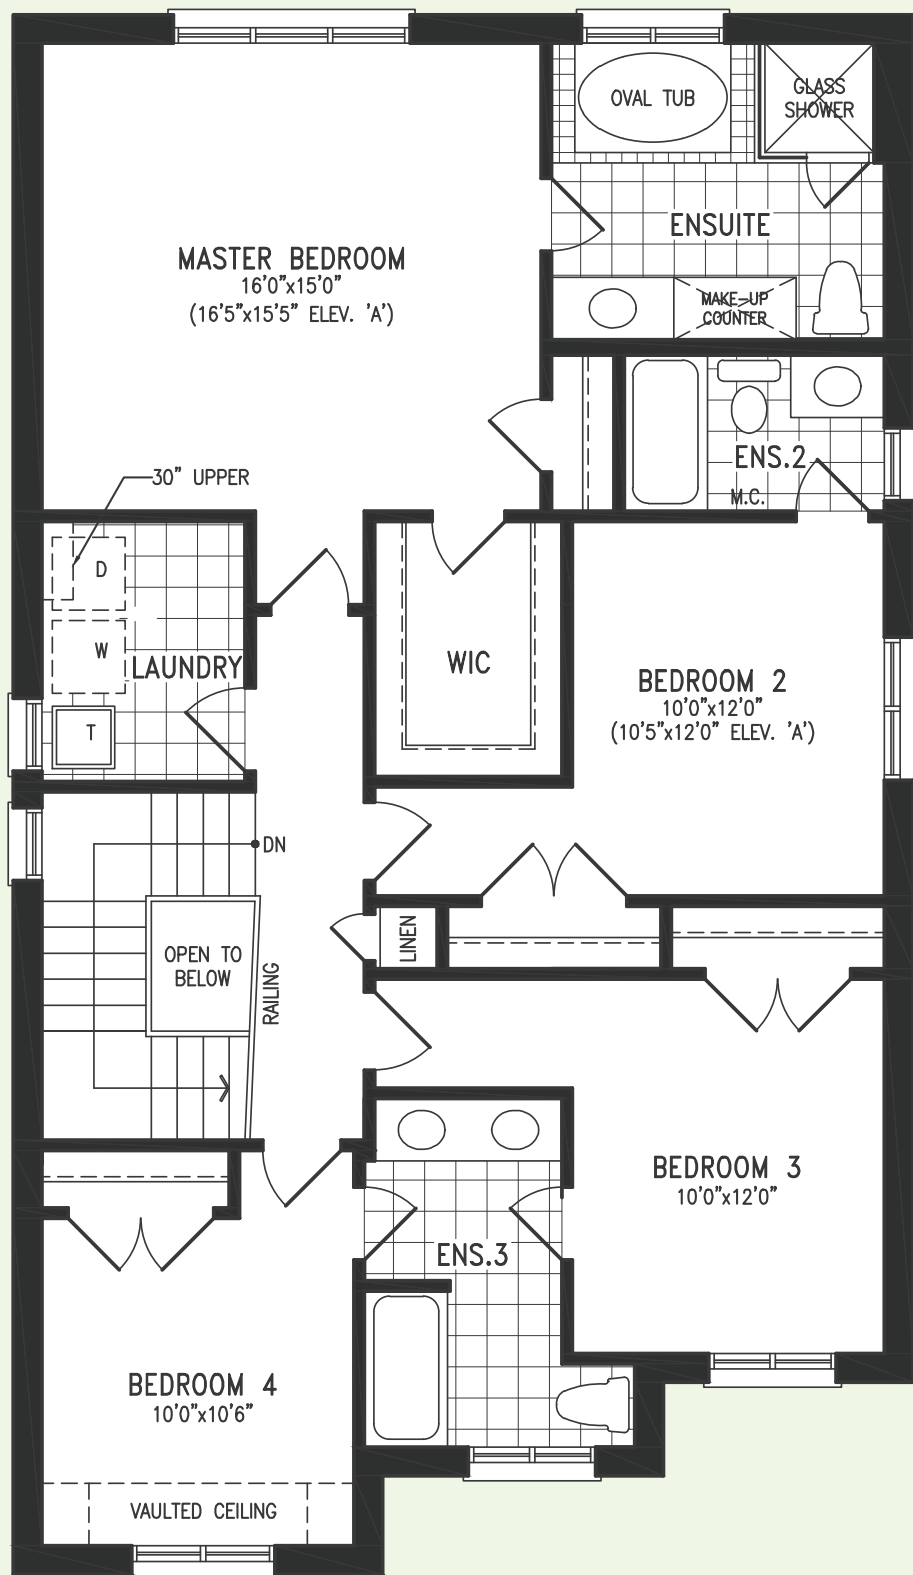 OVAL TUB
GLASS
SHOWER
ENSUITE
MASTER BEDROOM
16'0"x15'0"
(16'5"x15'5" ELEV. 'A')
MAKE-UP
COUNTER
ENS.2
M.C.
30" UPPER
D
W
LAUNDRY
T
WIC
BEDROOM 2
10'0"x12'0"
(10'5"x12'0" ELEV. 'A')
DN
LINEN
OPEN TO
BELOW
RAILING
BEDROOM 3
10'0"x12'0"
ENS.3
BEDROOM 4
10'0"x10'6"
VAULTED CEILING